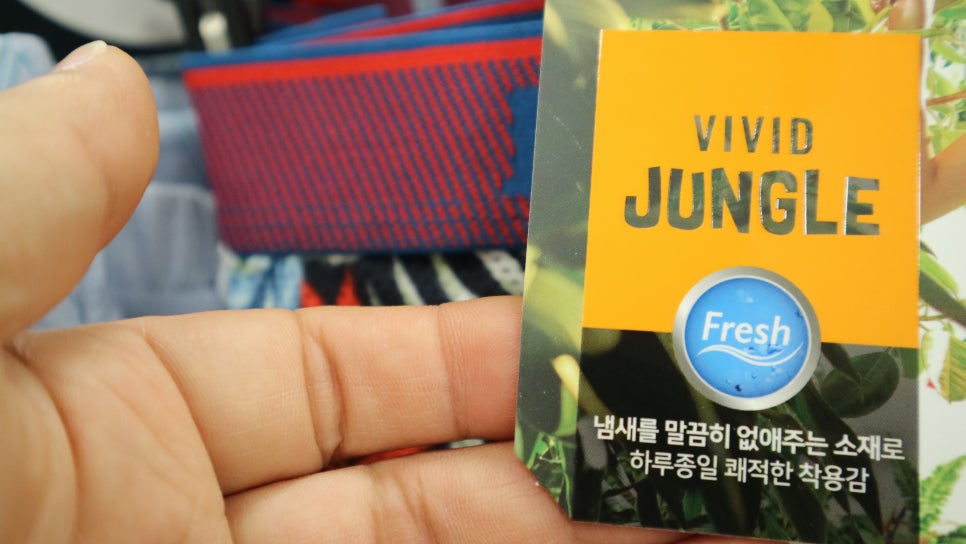 VIVID
JUNGLE
Fresh
냄새를 말끔히 없애주는 소재로
하루종일 쾌적한 착용감